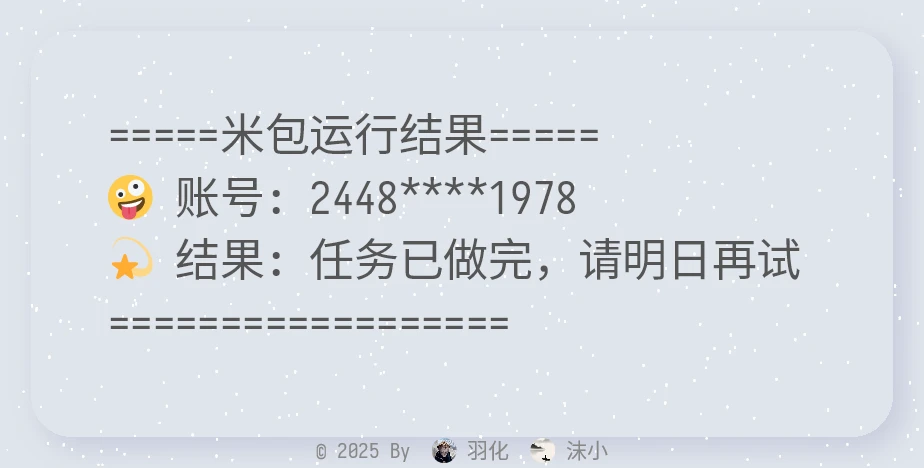 =====米包运行结果=====
🤪 账号：2448****1978
💫 结果：任务已做完，请明日再试
==================
© 2025 By 羽化 沫小